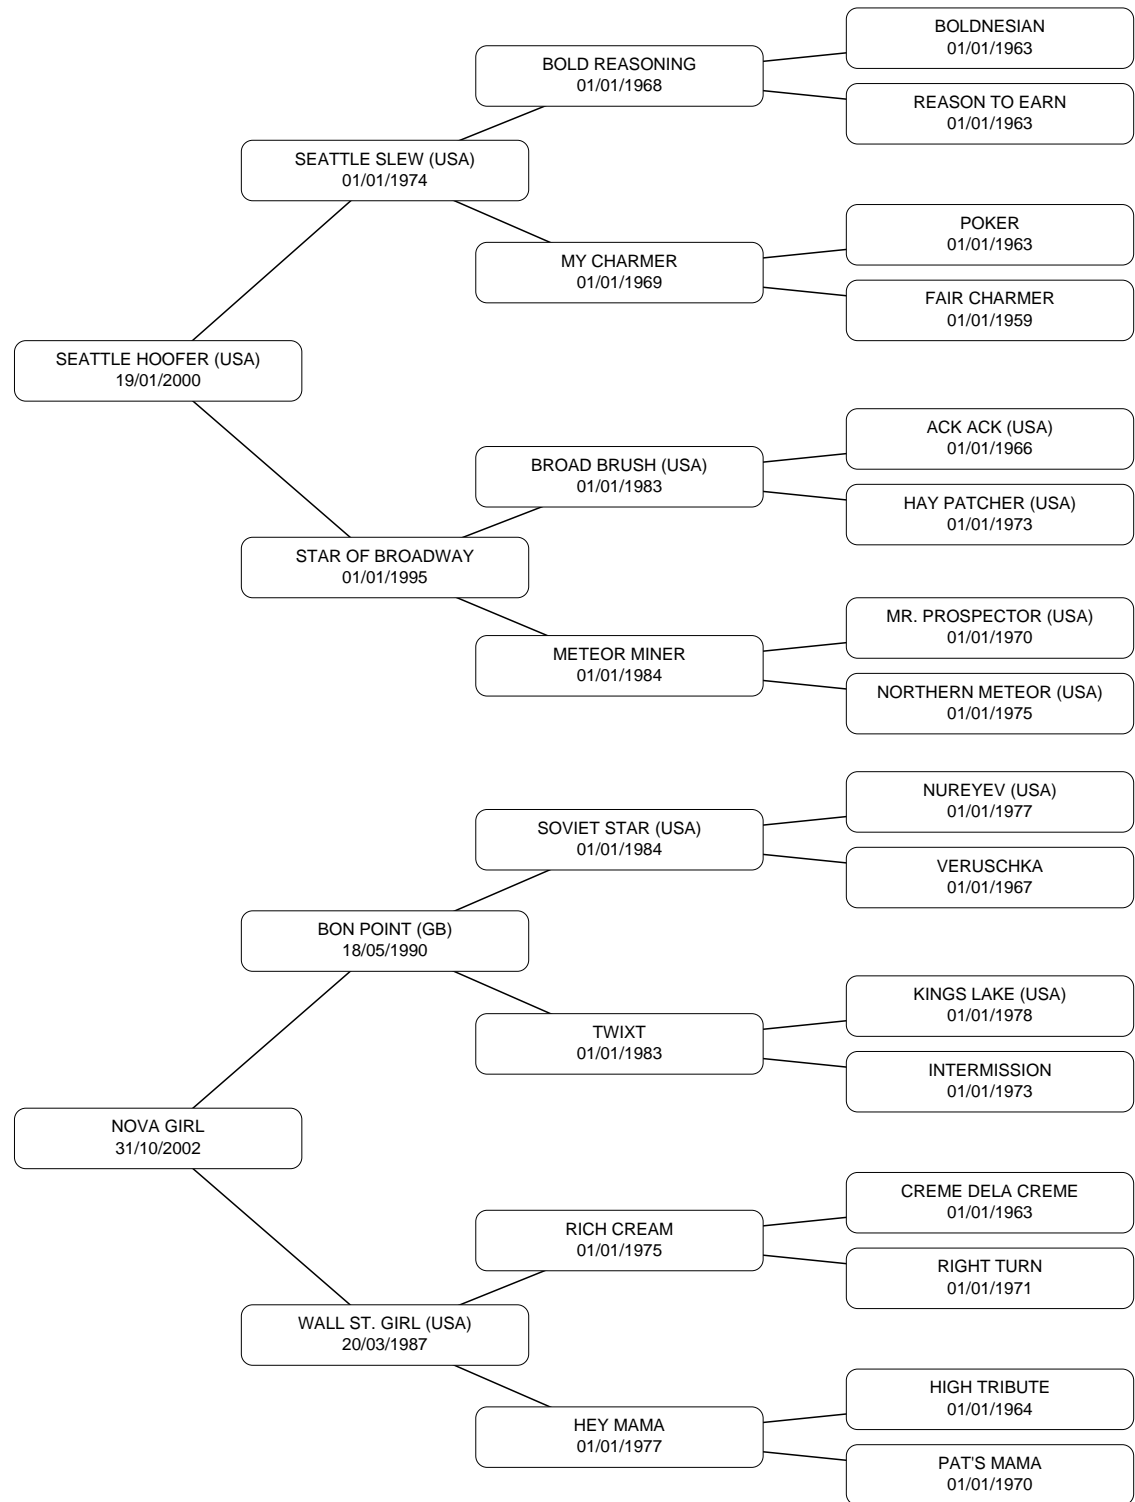 BOLDNESIAN
01/01/1963
BOLD REASONING
01/01/1968
REASON TO EARN
01/01/1963
SEATTLE SLEW (USA)
01/01/1974
POKER
01/01/1963
MY CHARMER
01/01/1969
FAIR CHARMER
01/01/1959
SEATTLE HOOFER (USA)
19/01/2000
ACK ACK (USA)
01/01/1966
BROAD BRUSH (USA)
01/01/1983
HAY PATCHER (USA)
01/01/1973
STAR OF BROADWAY
01/01/1995
MR. PROSPECTOR (USA)
01/01/1970
METEOR MINER
01/01/1984
NORTHERN METEOR (USA)
01/01/1975
NUREYEV (USA)
01/01/1977
SOVIET STAR (USA)
01/01/1984
VERUSCHKA
01/01/1967
BON POINT (GB)
18/05/1990
KINGS LAKE (USA)
01/01/1978
TWIXT
01/01/1983
INTERMISSION
01/01/1973
NOVA GIRL
31/10/2002
CREME DELA CREME
01/01/1963
RICH CREAM
01/01/1975
RIGHT TURN
01/01/1971
WALL ST. GIRL (USA)
20/03/1987
HIGH TRIBUTE
01/01/1964
HEY MAMA
01/01/1977
PAT'S MAMA
01/01/1970